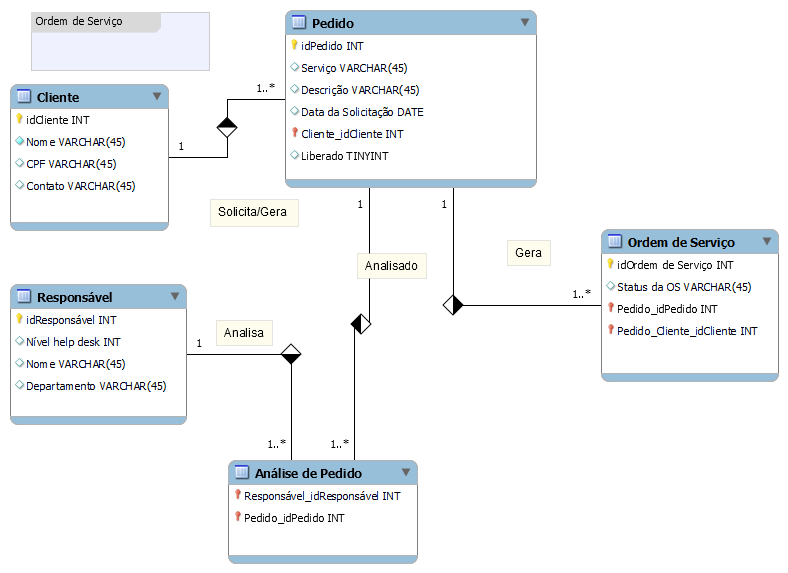 Ordem de Serviço
Pedido
idPedido INT
Serviço VARCHAR(45)
Descrição VARCHAR(45)
Data da Solicitação DATE
Cliente_idCliente INT
Liberado TINYINT
Cliente
idCliente INT
Nome VARCHAR(45)
CPF VARCHAR(45)
Contato VARCHAR(45)
1..*
1
Solicita/Gera
1
1
Analisado
Gera
Ordem de Serviço
idOrdem de Serviço INT
Status da OS VARCHAR(45)
Pedido_idPedido INT
Pedido_Cliente_idCliente INT
1..*
Responsável
idResponsável INT
Nível help desk INT
Nome VARCHAR(45)
Departamento VARCHAR(45)
1
Analisa
1..*
1..*
Análise de Pedido
Responsável_idResponsável INT
Pedido_idPedido INT